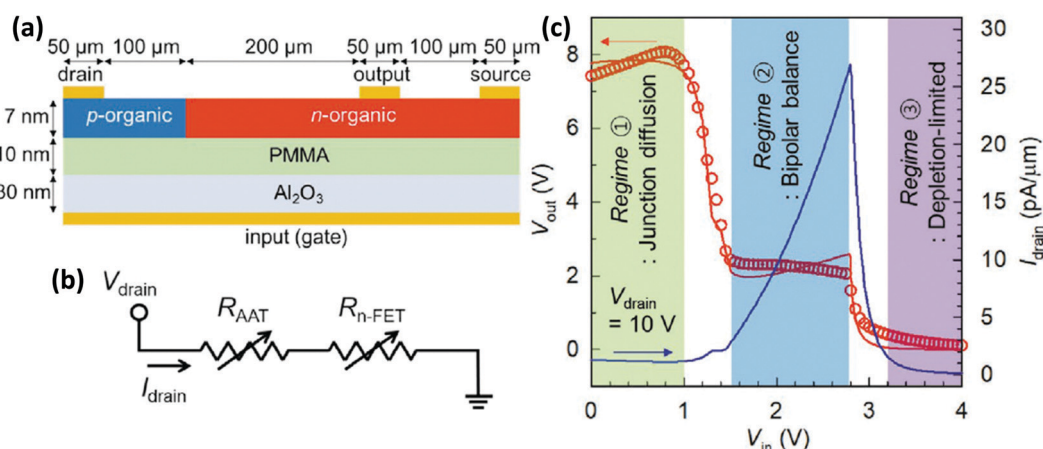 (a)
50 μm 100 μm 200 μm 50 μm 100 μm 50 μm
drain output source
7 nm p-organic n-organic
10 nm PMMA
30 nm Al2O3
input (gate)
(b)
Vdrain
RAAT Rn-FET
Idrain
(c)
Vout (V)
8
6
4
2
0
Regime ①
: Junction diffusion
Regime ②
: Bipolar balance
Regime ③
: Depletion-limited
Vdrain
= 10 V
30
25
20
15
10
5
0
Idrain (pA/μm)
0 1 2 3 4
Vin (V)